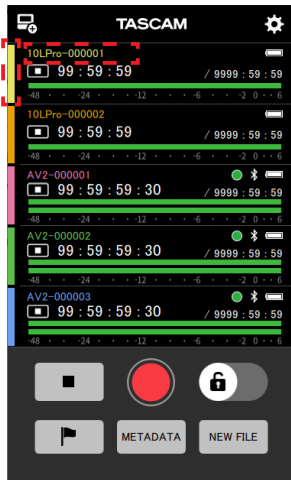 TASCAM
10LPro-000001
99 : 59 : 59 / 9999 : 59 : 59
-48 · · -24 · · · -12 · · · -6 · · -2 0 · · 6
10LPro-000002
99 : 59 : 59 / 9999 : 59 : 59
-48 · · -24 · · · -12 · · · -6 · · -2 0 · · 6
AV2-000001
99 : 59 : 59 : 30 / 9999 : 59 : 59
-48 · · -24 · · · -12 · · · -6 · · -2 0 · · 6
AV2-000002
99 : 59 : 59 : 30 / 9999 : 59 : 59
-48 · · -24 · · · -12 · · · -6 · · -2 0 · · 6
AV2-000003
99 : 59 : 59 : 30 / 9999 : 59 : 59
-48 · · -24 · · · -12 · · · -6 · · -2 0 · · 6
METADATA
NEW FILE